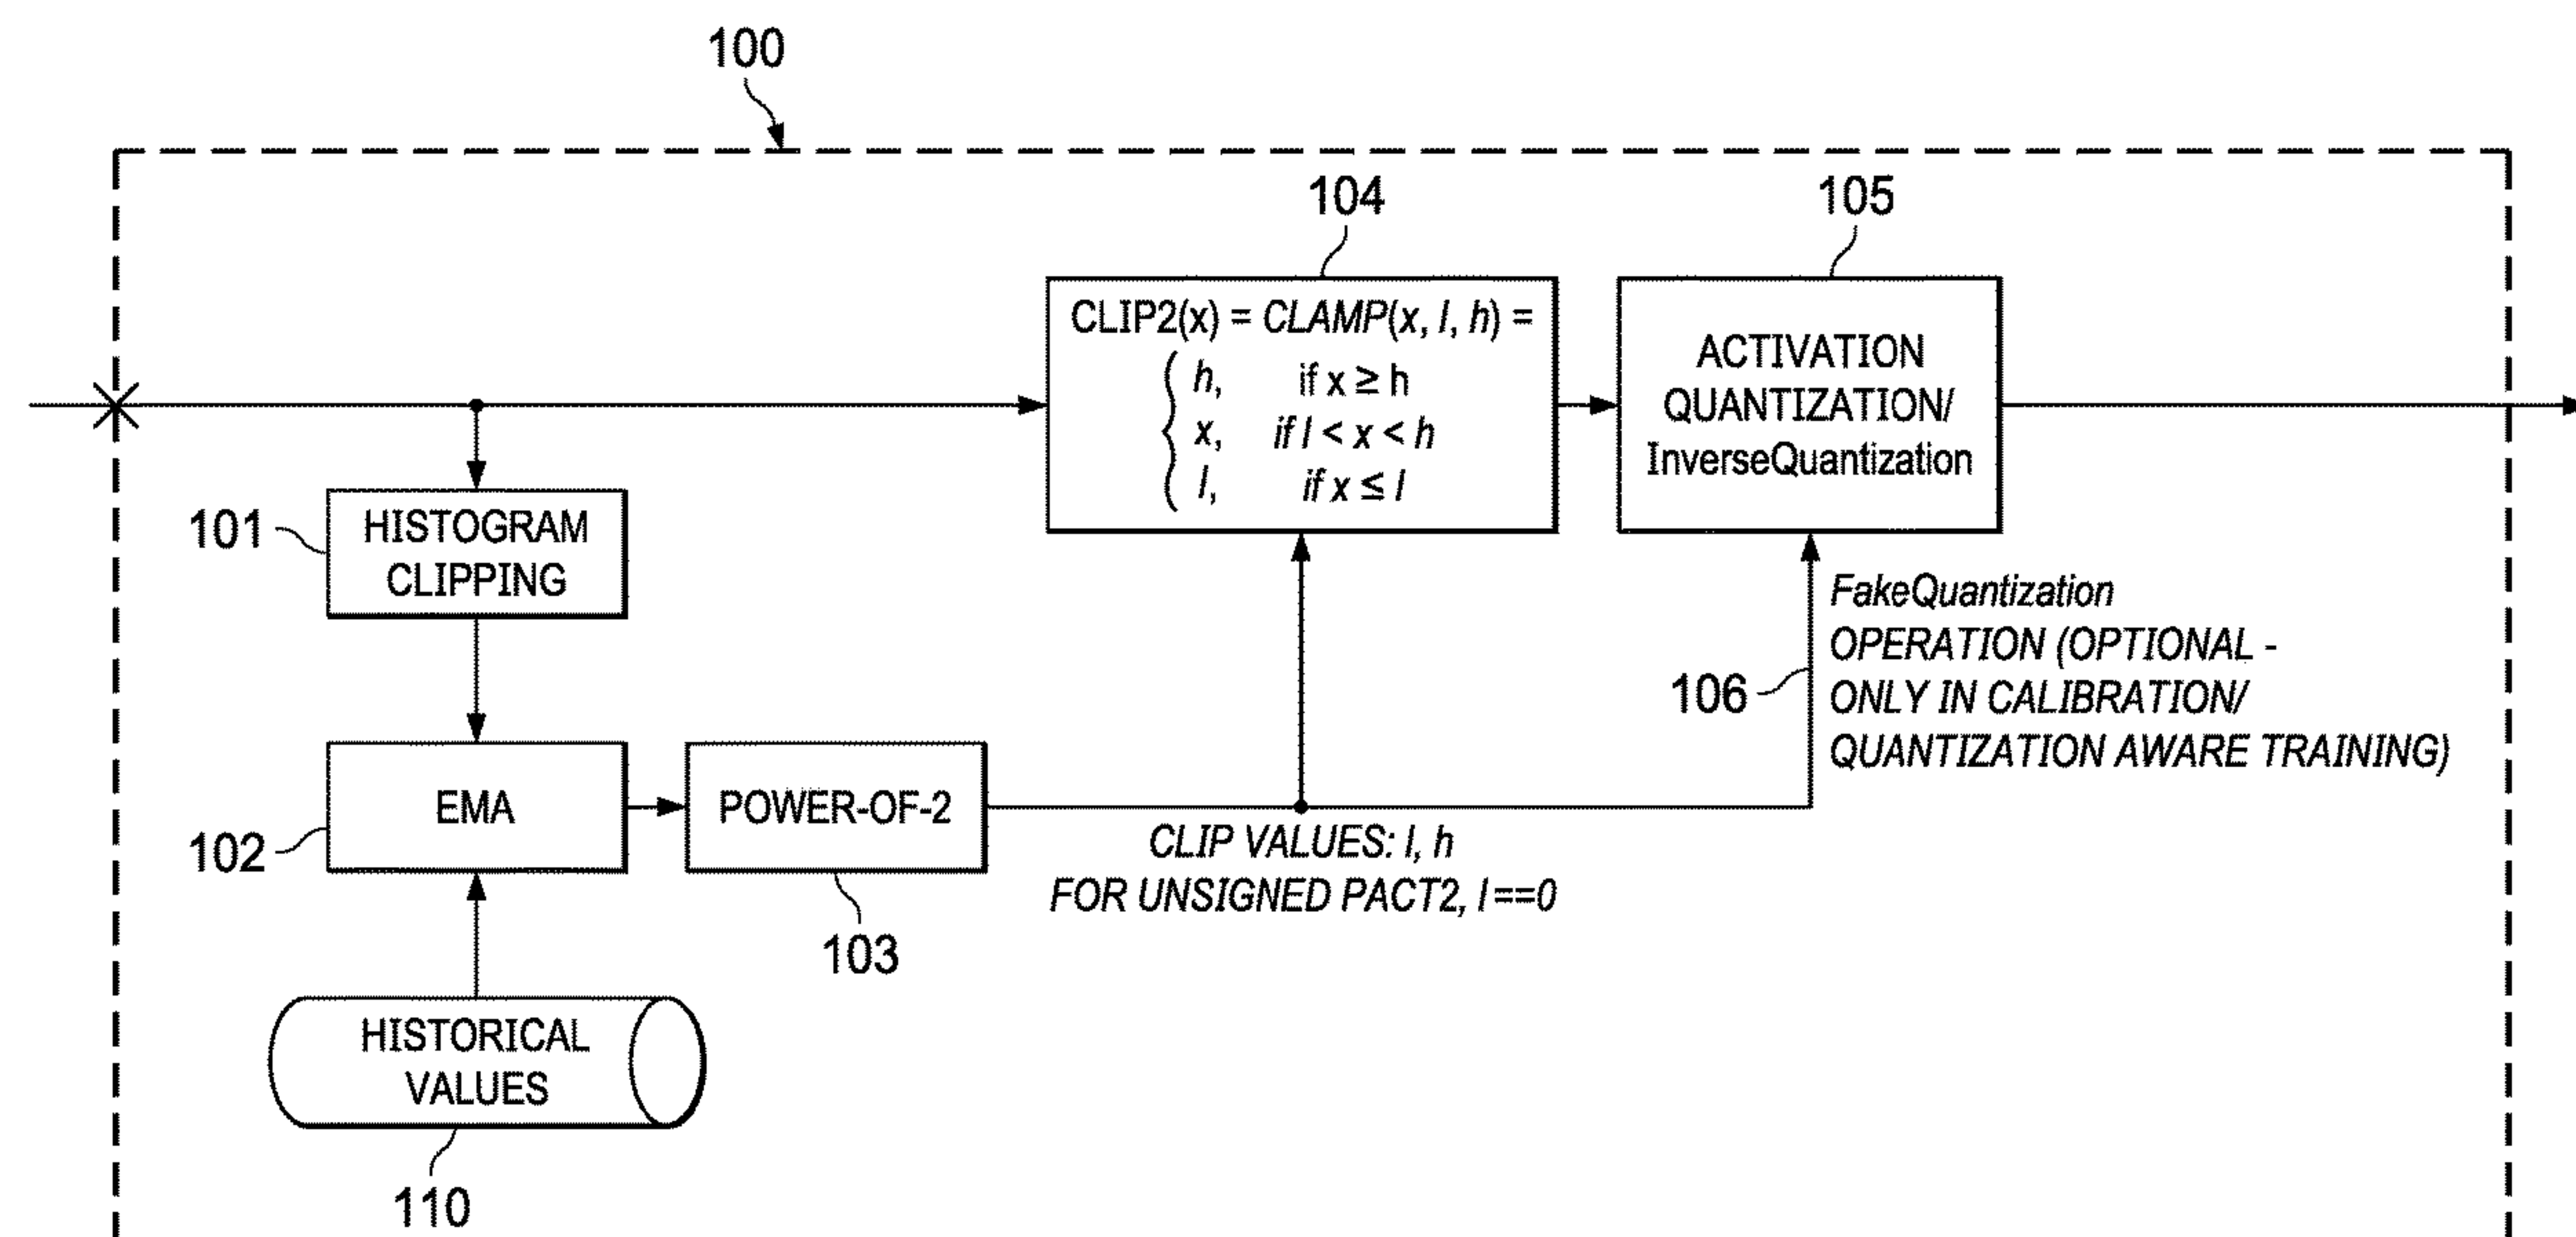 100
104
105
CLIP2(x) = CLAMP(x, l, h) =
h, if x ≥ h
x, if l < x < h
l, if x ≤ l
ACTIVATION
QUANTIZATION/
InverseQuantization
101
HISTOGRAM
CLIPPING
106
FakeQuantization
OPERATION (OPTIONAL -
ONLY IN CALIBRATION/
QUANTIZATION AWARE TRAINING)
102
EMA
POWER-OF-2
103
CLIP VALUES: l, h
FOR UNSIGNED PACT2, l==0
HISTORICAL
VALUES
110